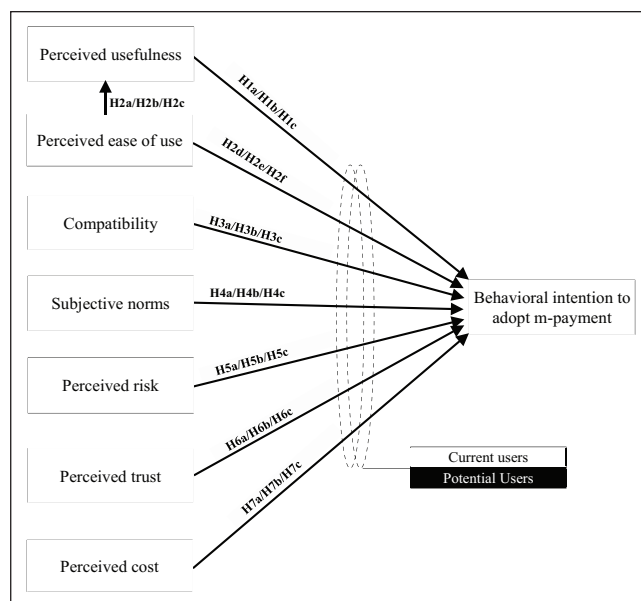 Perceived usefulness
H1a/H1b/H1c
H2a/H2b/H2c
Perceived ease of use
H2d/H2e/H2f
Compatibility
H3a/H3b/H3c
Subjective norms
H4a/H4b/H4c
Behavioral intention to
adopt m-payment
Perceived risk
H5a/H5b/H5c
Perceived trust
H6a/H6b/H6c
Current users
Potential Users
H7a/H7b/H7c
Perceived cost